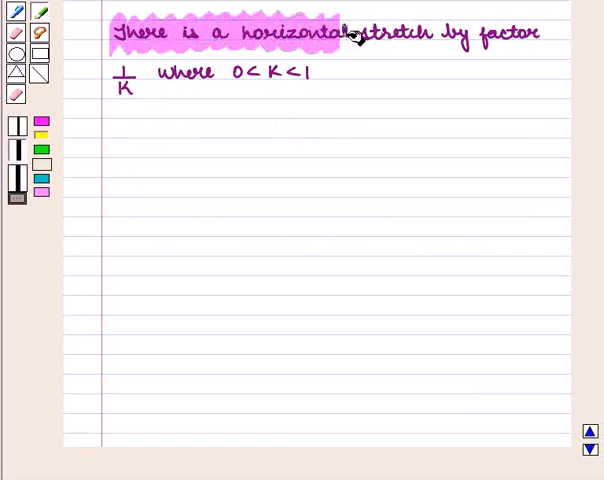 There is a horizontal stretch by factor
1/K where 0 < K < 1